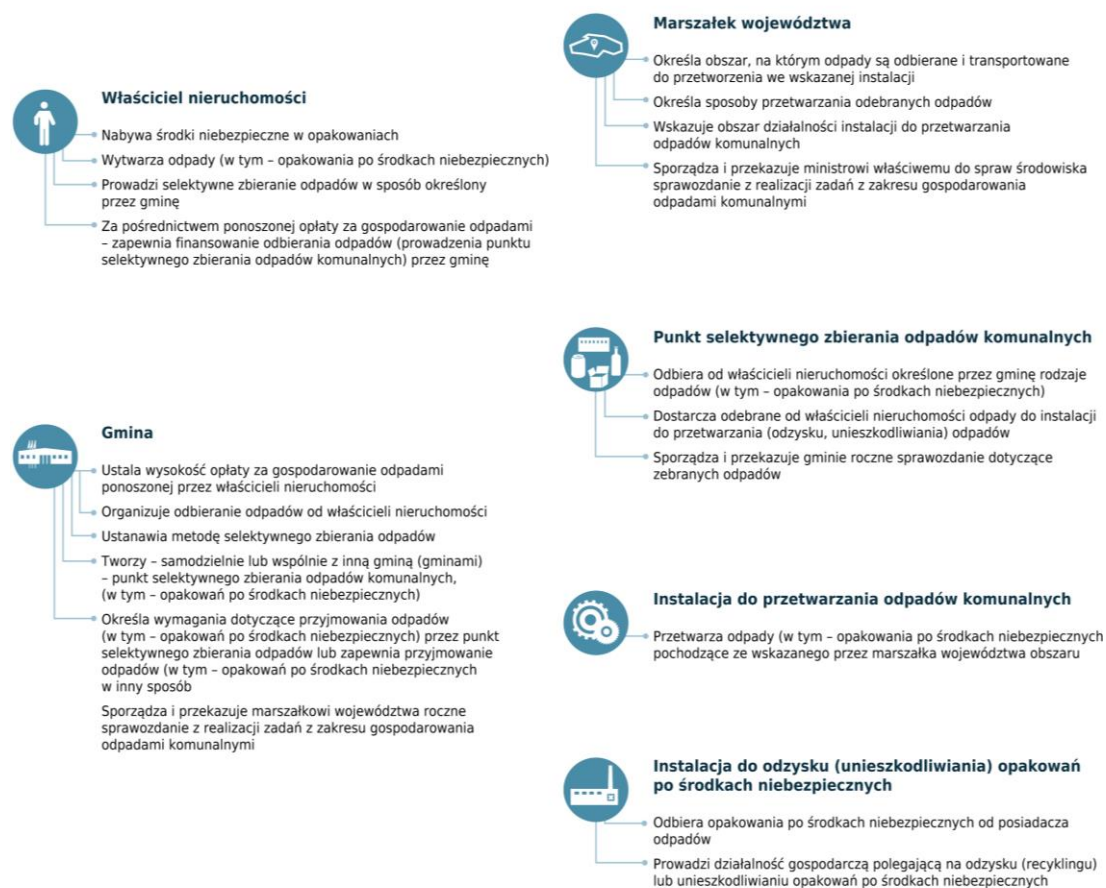 Właściciel nieruchomości
Nabywa środki niebezpieczne w opakowaniach
Wytwarza odpady (w tym – opakowania po środkach niebezpiecznych)
Prowadzi selektywne zbieranie odpadów w sposób określony
przez gminę
Za pośrednictwem ponoszonej opłaty za gospodarowanie odpadami
– zapewnia finansowanie odbierania odpadów (prowadzenia punktu
selektywnego zbierania odpadów komunalnych) przez gminę
Gmina
Ustala wysokość opłaty za gospodarowanie odpadami
ponoszonej przez właścicieli nieruchomości
Organizuje odbieranie odpadów od właścicieli nieruchomości
Ustanawia metodę selektywnego zbierania odpadów
Tworzy – samodzielnie lub wspólnie z inną gminą (gminami)
– punkt selektywnego zbierania odpadów komunalnych,
(w tym – opakowań po środkach niebezpiecznych)
Określa wymagania dotyczące przyjmowania odpadów
(w tym – opakowań po środkach niebezpiecznych) przez punkt
selektywnego zbierania odpadów lub zapewnia przyjmowanie
odpadów (w tym – opakowań po środkach niebezpiecznych
w inny sposób
Sporządza i przekazuje marszałkowi województwa roczne
sprawozdanie z realizacji zadań z zakresu gospodarowania
odpadami komunalnymi
Marszałek województwa
Określa obszar, na którym odpady są odbierane i transportowane
do przetworzenia we wskazanej instalacji
Określa sposoby przetwarzania odebranych odpadów
Wskazuje obszar działalności instalacji do przetwarzania
odpadów komunalnych
Sporządza i przekazuje ministrowi właściwemu do spraw środowiska
sprawozdanie z realizacji zadań z zakresu gospodarowania
odpadami komunalnymi
Punkt selektywnego zbierania odpadów komunalnych
Odbiera od właścicieli nieruchomości określone przez gminę rodzaje
odpadów (w tym – opakowania po środkach niebezpiecznych)
Dostarcza odebrane od właścicieli nieruchomości odpady do instalacji
do przetwarzania (odzysku, unieszkodliwiania) odpadów
Sporządza i przekazuje gminie roczne sprawozdanie dotyczące
zebranych odpadów
Instalacja do przetwarzania odpadów komunalnych
Przetwarza odpady (w tym – opakowania po środkach niebezpiecznych
pochodzące ze wskazanego przez marszałka województwa obszaru
Instalacja do odzysku (unieszkodliwiania) opakowań
po środkach niebezpiecznych
Odbiera opakowania po środkach niebezpiecznych od posiadacza
odpadów
Prowadzi działalność gospodarczą polegającą na odzysku (recyklingu)
lub unieszkodliwianiu opakowań po środkach niebezpiecznych